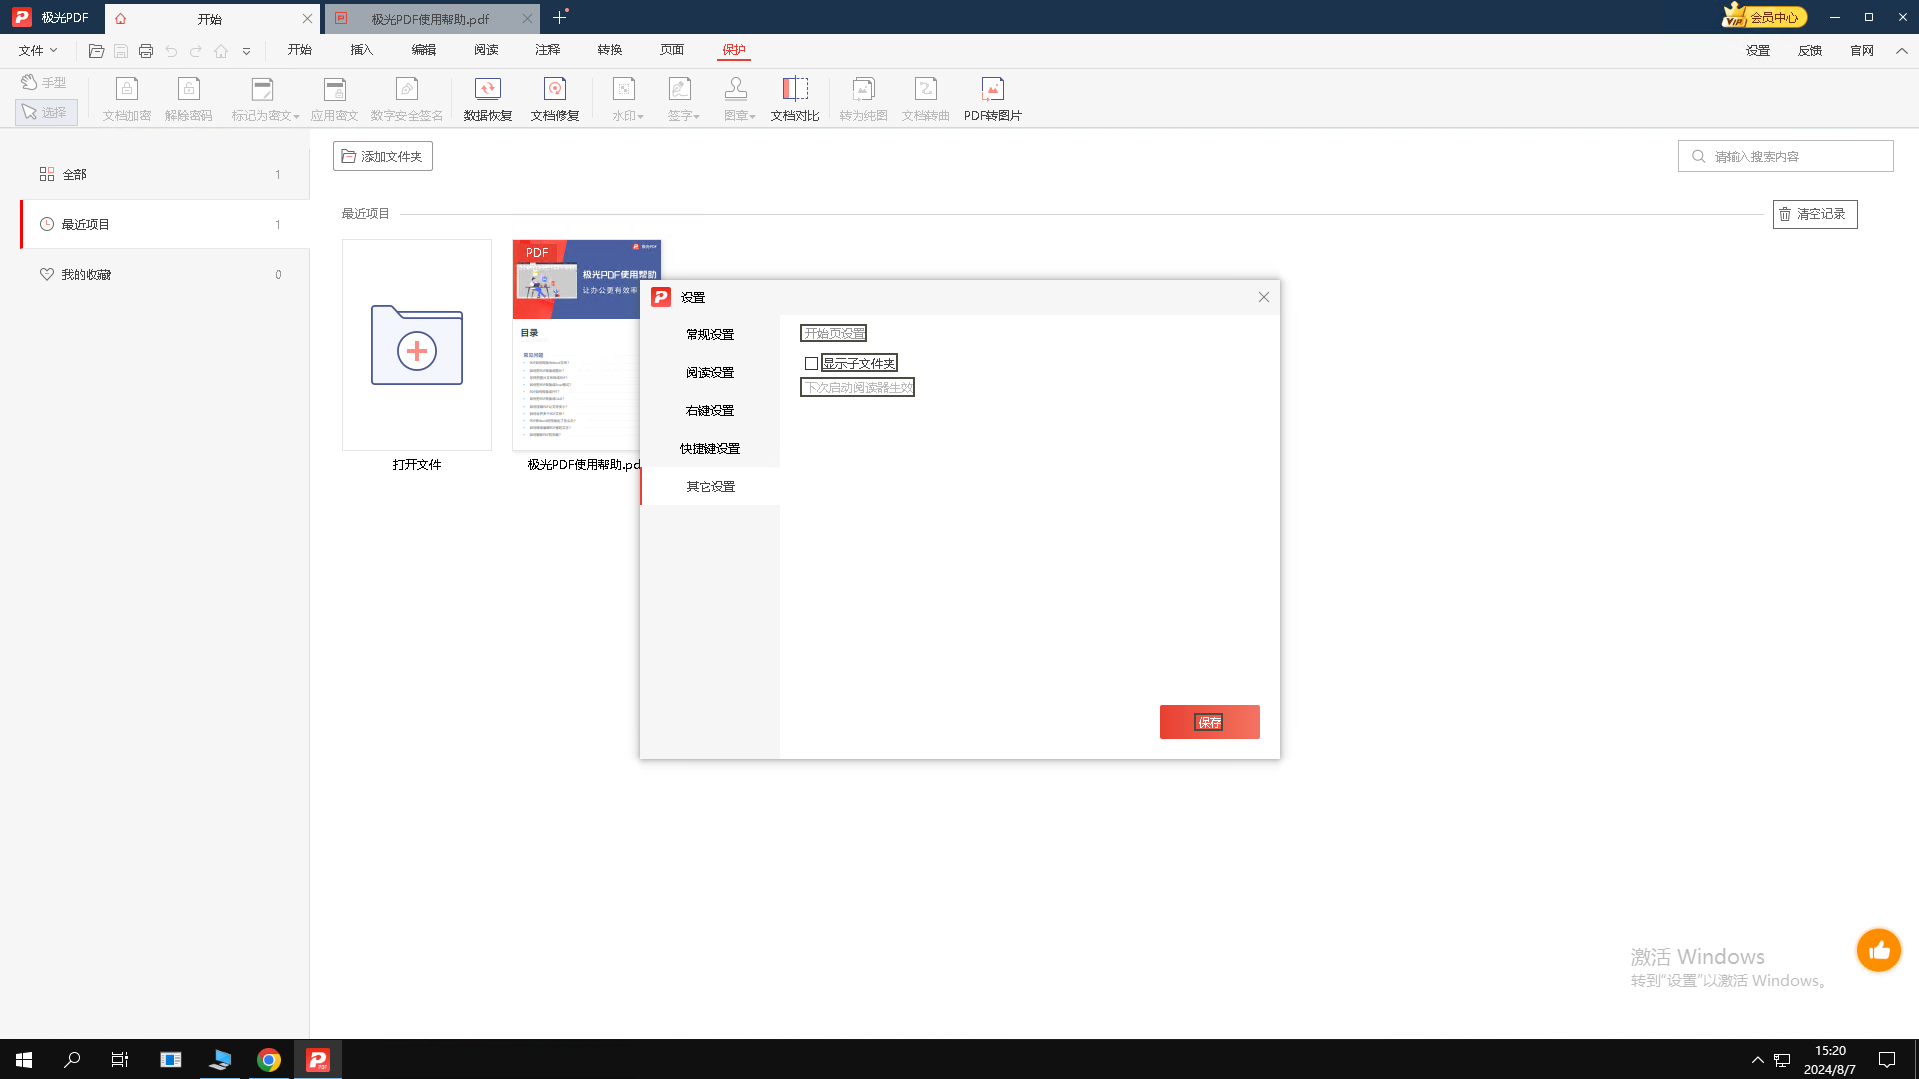 极光PDF
开始
极光PDF使用帮助.pdf
VIP 会员中心
文件
开始 插入 编辑 阅读 注释 转换 页面 保护
设置 反馈 官网
手型
选择
文档加密 解除密码 标记为密文 应用密文 数字安全签名 数据恢复 文档修复 水印 签字 图章 文档对比 转为纯图 文档转曲 PDF转图片
添加文件夹
请输入搜索内容
全部 1
最近项目 1
我的收藏 0
最近项目
清空记录
PDF
极光PDF
极光PDF使用帮助
让办公更有效率
目录
常见问题
打开文件
极光PDF使用帮助.pd
设置
常规设置
阅读设置
右键设置
快捷键设置
其它设置
开始页设置
显示子文件夹
下次启动阅读器生效
保存
激活 Windows
转到“设置”以激活 Windows。
15:20
2024/8/7